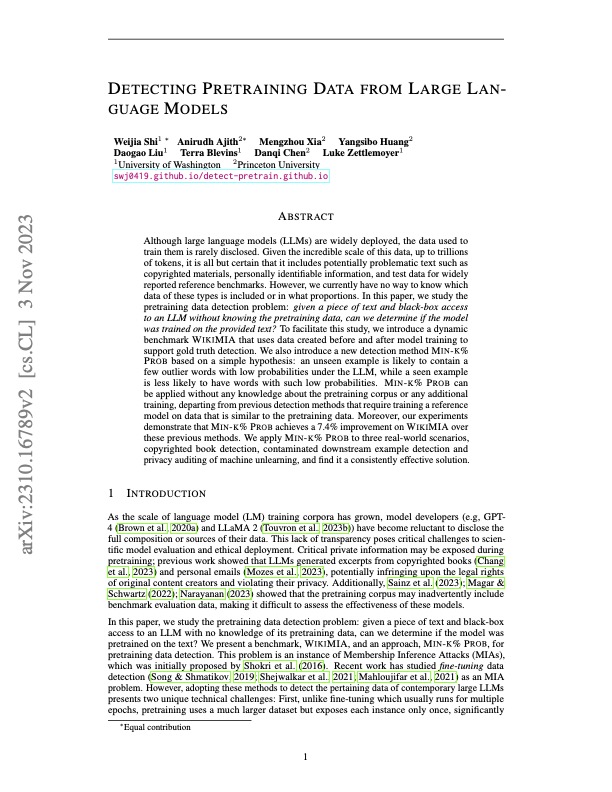 DETECTING PRETRAINING DATA FROM LARGE LAN-
GUAGE MODELS
Weijia Shi1 * Anirudh Ajith2* Mengzhou Xia2 Yangsibo Huang2
Daogao Liu1 Terra Blevins1 Danqi Chen2 Luke Zettlemoyer1
1University of Washington 2Princeton University
swj0419.github.io/detect-pretrain.github.io
ABSTRACT
Although large language models (LLMs) are widely deployed, the data used to
train them is rarely disclosed. Given the incredible scale of this data, up to trillions
of tokens, it is all but certain that it includes potentially problematic text such as
copyrighted materials, personally identifiable information, and test data for widely
reported reference benchmarks. However, we currently have no way to know which
data of these types is included or in what proportions. In this paper, we study the
pretraining data detection problem: given a piece of text and black-box access
to an LLM without knowing the pretraining data, can we determine if the model
was trained on the provided text? To facilitate this study, we introduce a dynamic
benchmark WIKIMIA that uses data created before and after model training to
support gold truth detection. We also introduce a new detection method MIN-K%
PROB based on a simple hypothesis: an unseen example is likely to contain a
few outlier words with low probabilities under the LLM, while a seen example
is less likely to have words with such low probabilities. MIN-K% PROB can
be applied without any knowledge about the pretraining corpus or any additional
training, departing from previous detection methods that require training a reference
model on data that is similar to the pretraining data. Moreover, our experiments
demonstrate that MIN-K% PROB achieves a 7.4% improvement on WIKIMIA over
these previous methods. We apply MIN-K% PROB to three real-world scenarios,
copyrighted book detection, contaminated downstream example detection and
privacy auditing of machine unlearning, and find it a consistently effective solution.
1 INTRODUCTION
As the scale of language model (LM) training corpora has grown, model developers (e.g, GPT-
4 (Brown et al., 2020a) and LLaMA 2 (Touvron et al., 2023b)) have become reluctant to disclose the
full composition or sources of their data. This lack of transparency poses critical challenges to scien-
tific model evaluation and ethical deployment. Critical private information may be exposed during
pretraining; previous work showed that LLMs generated excerpts from copyrighted books (Chang
et al., 2023) and personal emails (Mozes et al., 2023), potentially infringing upon the legal rights
of original content creators and violating their privacy. Additionally, Sainz et al. (2023); Magar &
Schwartz (2022); Narayanan (2023) showed that the pretraining corpus may inadvertently include
benchmark evaluation data, making it difficult to assess the effectiveness of these models.
In this paper, we study the pretraining data detection problem: given a piece of text and black-box
access to an LLM with no knowledge of its pretraining data, can we determine if the model was
pretrained on the text? We present a benchmark, WIKIMIA, and an approach, MIN-K% PROB, for
pretraining data detection. This problem is an instance of Membership Inference Attacks (MIAs),
which was initially proposed by Shokri et al. (2016). Recent work has studied fine-tuning data
detection (Song & Shmatikov, 2019; Shejwalkar et al., 2021; Mahloujifar et al., 2021) as an MIA
problem. However, adopting these methods to detect the pertaining data of contemporary large LLMs
presents two unique technical challenges: First, unlike fine-tuning which usually runs for multiple
epochs, pretraining uses a much larger dataset but exposes each instance only once, significantly
*Equal contribution
1
arXiv:2310.16789v2 [cs.CL] 3 Nov 2023